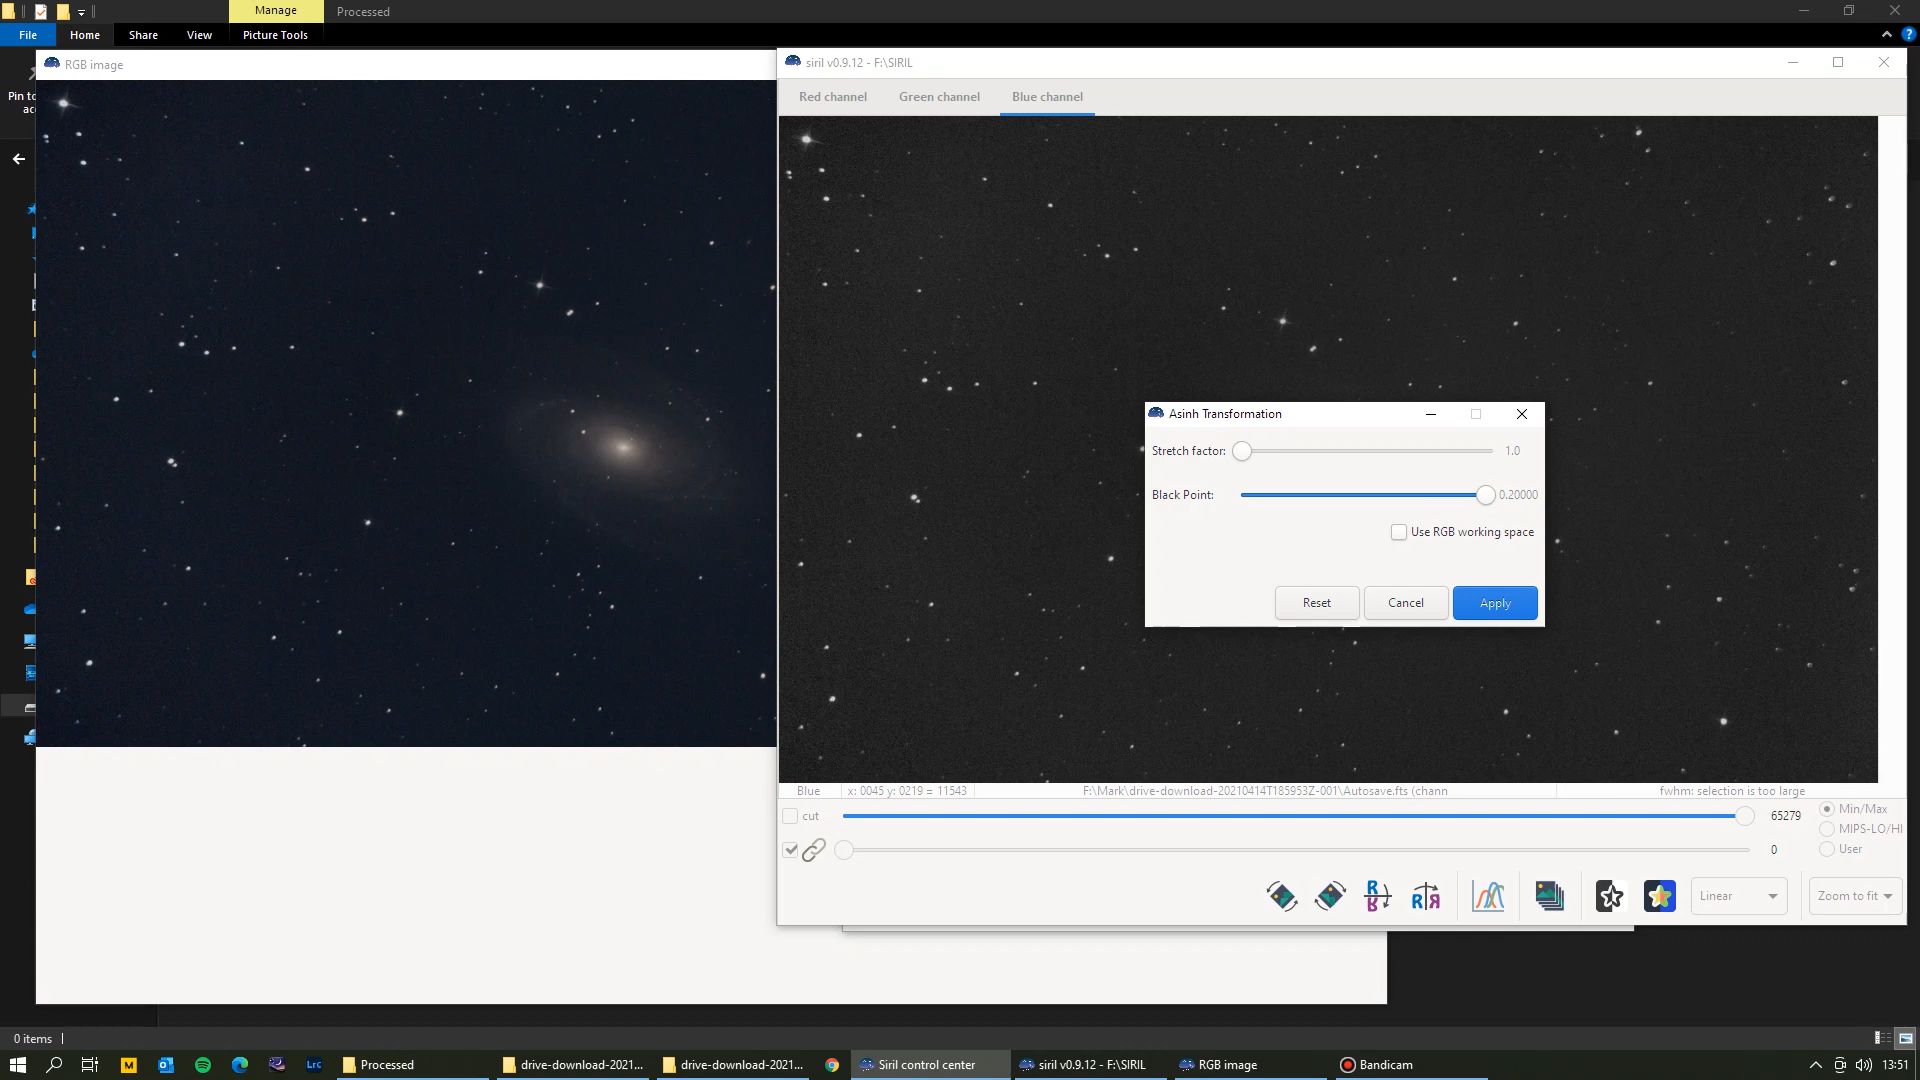 Manage
Processed
File
Home
Share
View
Picture Tools
Pin to
ac
RGB image
siril v0.9.12 - F:\SIRIL
Red channel
Green channel
Blue channel
Asinh Transformation
Stretch factor:
1.0
Black Point:
0.20000
Use RGB working space
Reset
Cancel
Apply
Blue
x: 0045 y: 0219 = 11543
F:\Mark\drive-download-20210414T185953Z-001\Autosave.fts (chann
fwhm: selection is too large
cut
65279
Min/Max
MIPS-LO/HI
0
User
Linear
Zoom to fit
0 items
Lrc
Processed
drive-download-2021...
drive-download-2021...
Siril control center
siril v0.9.12 - F:\SIRIL
RGB image
Bandicam
13:51